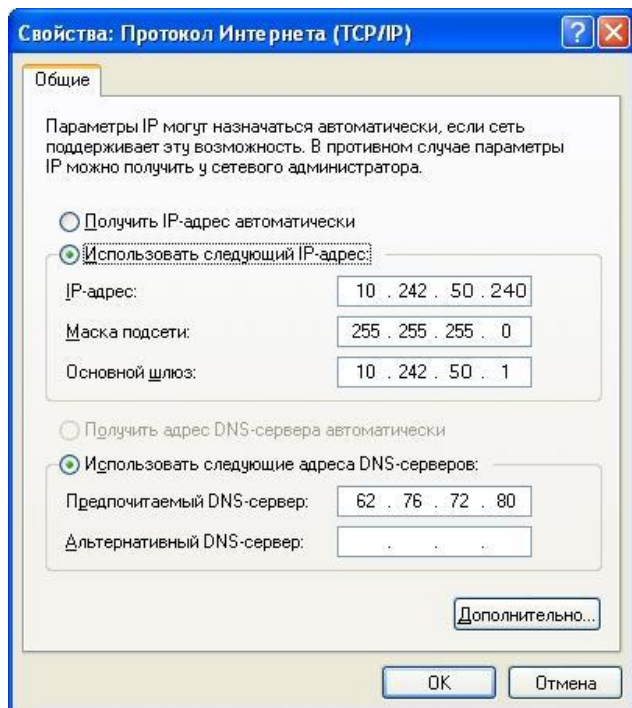 Свойства: Протокол Интернета (TCP/IP)
Общие
Параметры IP могут назначаться автоматически, если сеть
поддерживает эту возможность. В противном случае параметры
IP можно получить у сетевого администратора.
Получить IP-адрес автоматически
Использовать следующий IP-адрес:
IP-адрес: 10 . 242 . 50 . 240
Маска подсети: 255 . 255 . 255 . 0
Основной шлюз: 10 . 242 . 50 . 1
Получить адрес DNS-сервера автоматически
Использовать следующие адреса DNS-серверов:
Предпочитаемый DNS-сервер: 62 . 76 . 72 . 80
Альтернативный DNS-сервер: . . .
Дополнительно...
OK Отмена